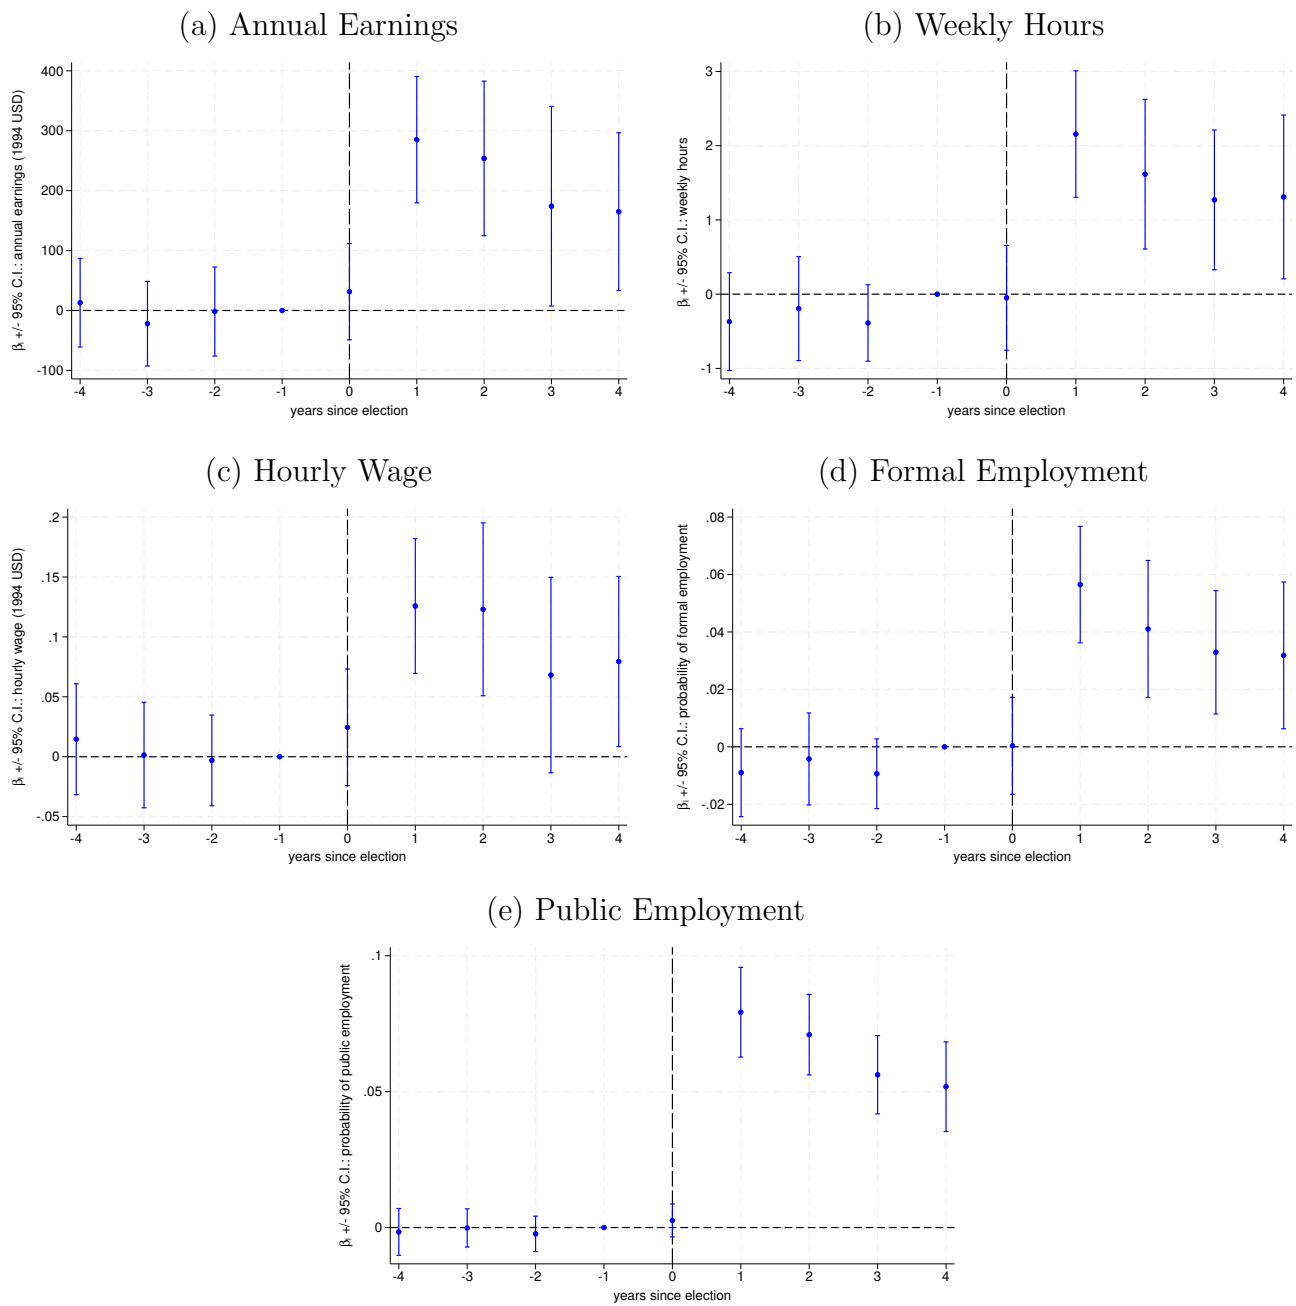 (a) Annual Earnings
β_i +/- 95% C.I.: annual earnings (1994 USD)
400
300
200
100
0
-100
-4 -3 -2 -1 0 1 2 3 4
years since election
(b) Weekly Hours
β_i +/- 95% C.I.: weekly hours
3
2
1
0
-1
-4 -3 -2 -1 0 1 2 3 4
years since election
(c) Hourly Wage
β_i +/- 95% C.I.: hourly wage (1994 USD)
.2
.15
.1
.05
0
-.05
-4 -3 -2 -1 0 1 2 3 4
years since election
(d) Formal Employment
β_i +/- 95% C.I.: probability of formal employment
.08
.06
.04
.02
0
-.02
-4 -3 -2 -1 0 1 2 3 4
years since election
(e) Public Employment
β_i +/- 95% C.I.: probability of public employment
.1
.05
0
-4 -3 -2 -1 0 1 2 3 4
years since election